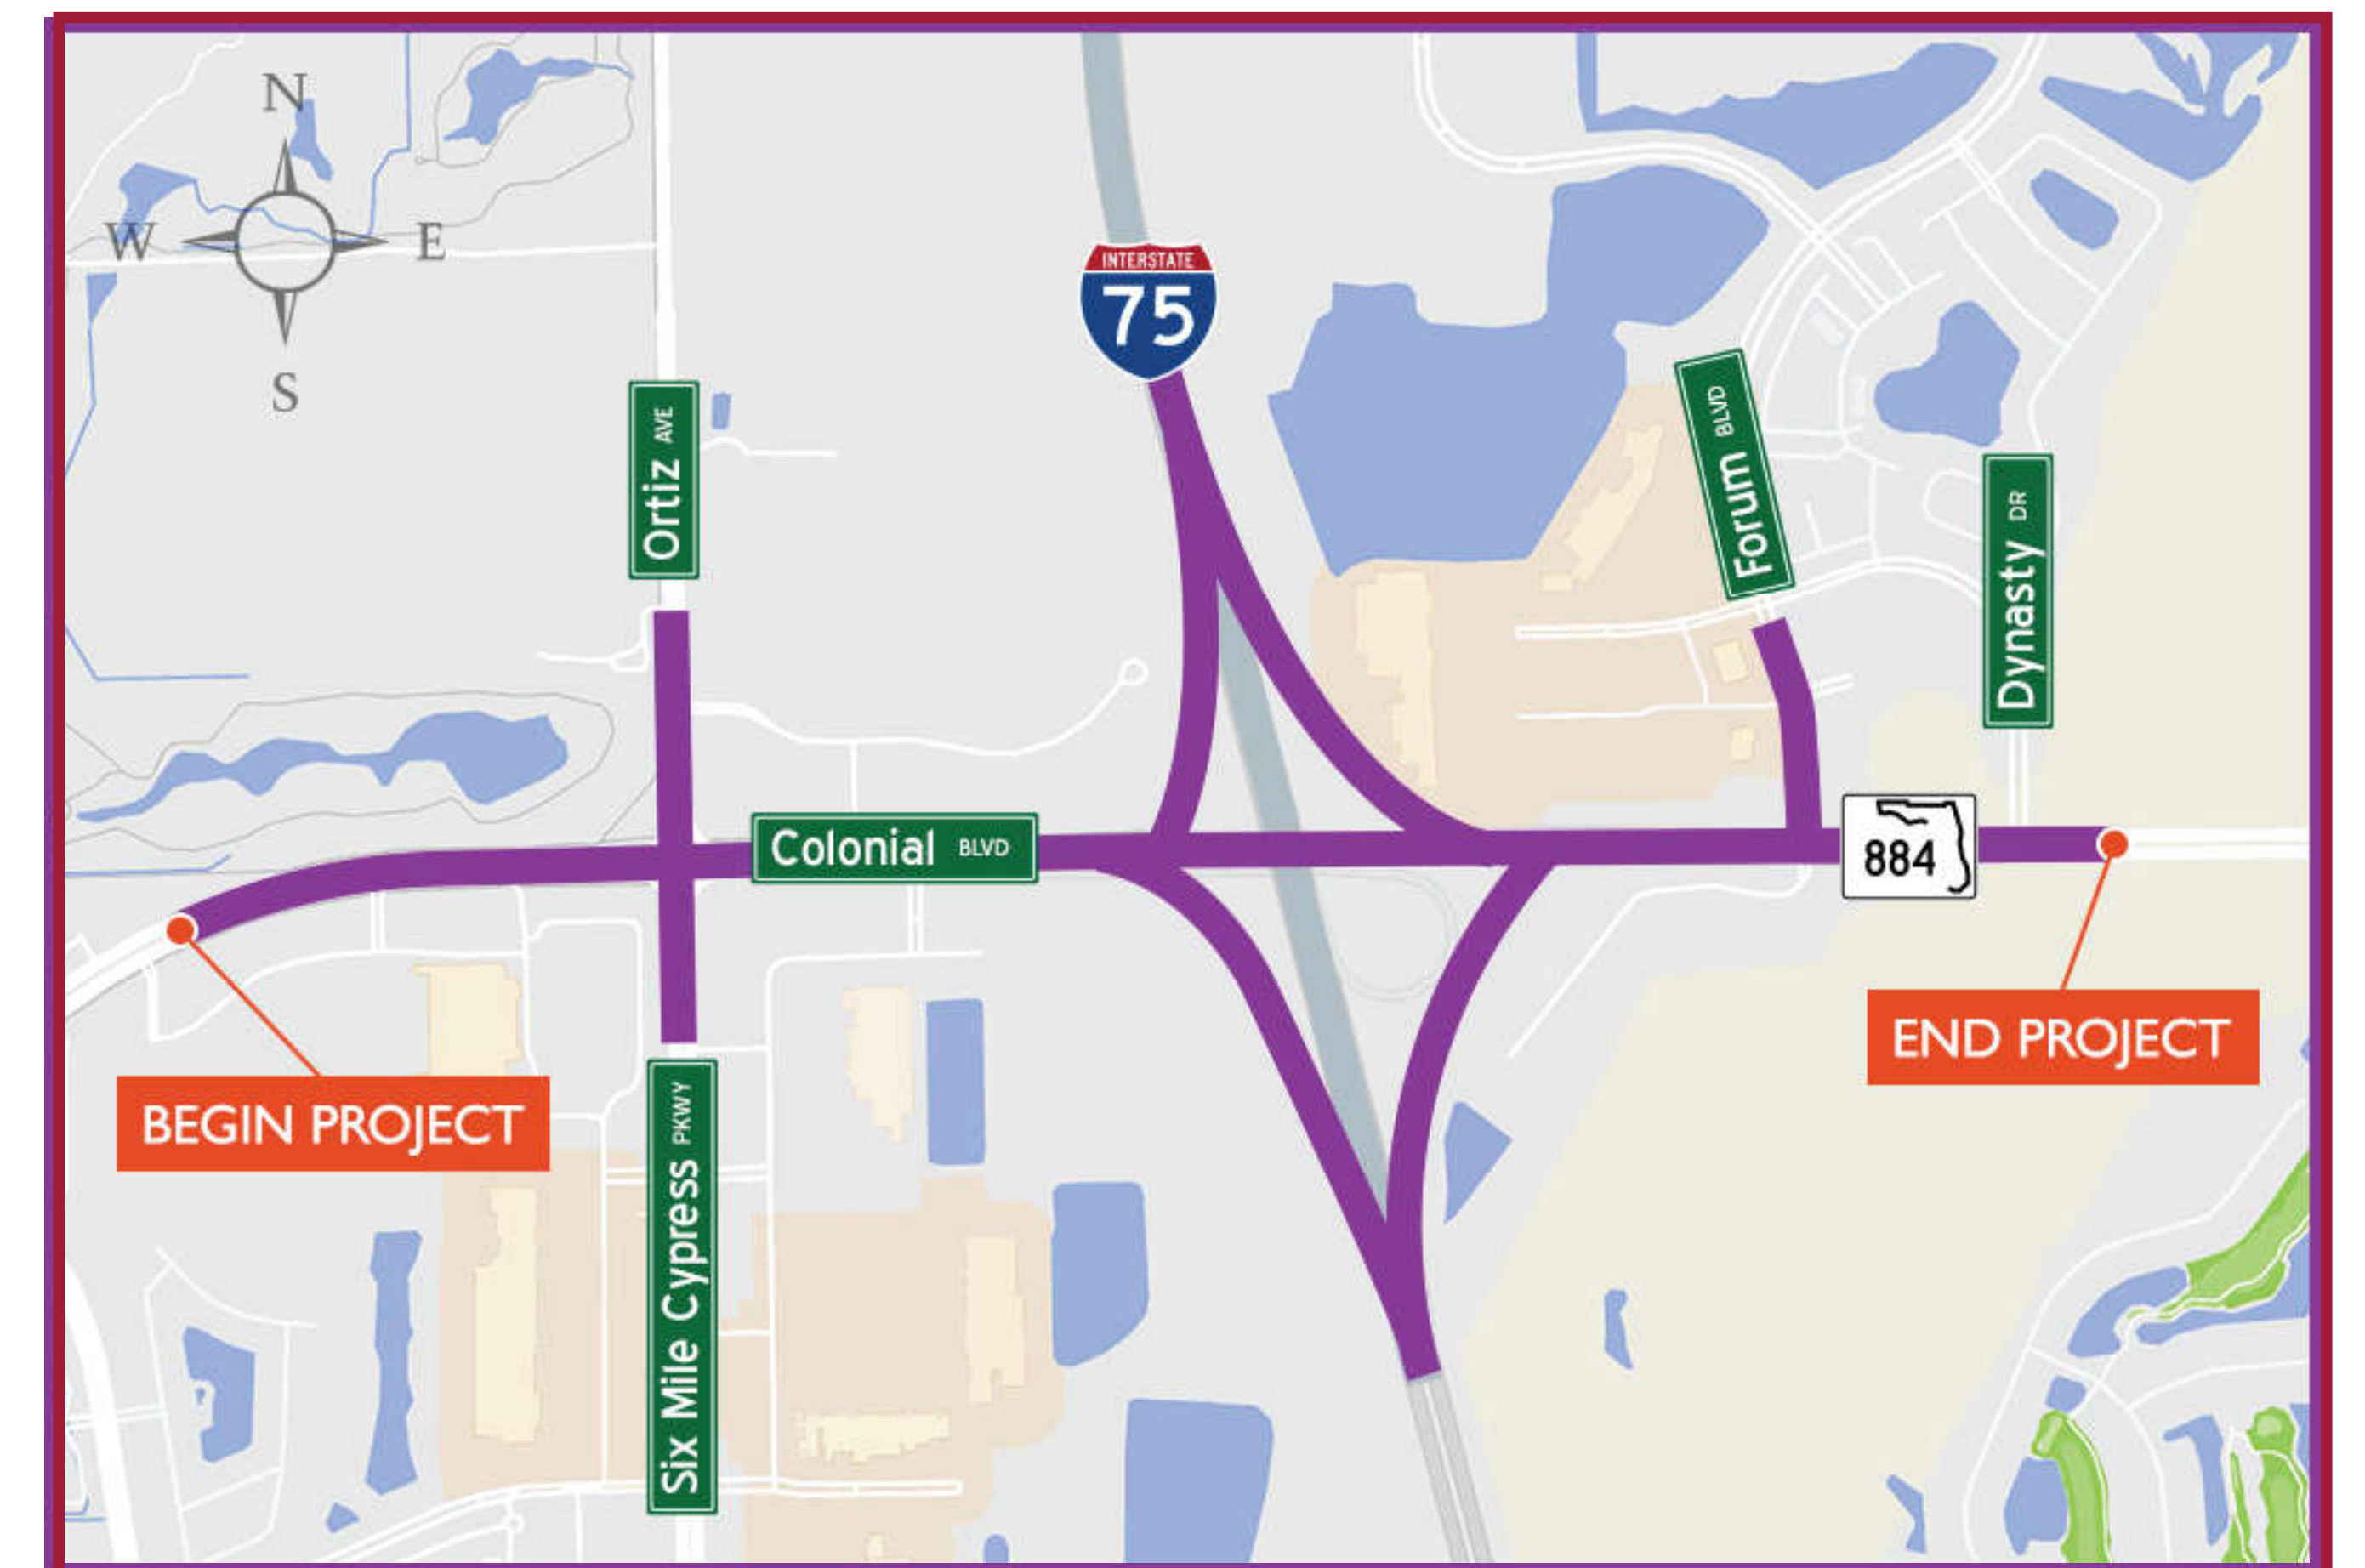 N
W
E
S
INTERSTATE
75
Ortiz AVE
Forum BLVD
Dynasty DR
Colonial BLVD
884
BEGIN PROJECT
END PROJECT
Six Mile Cypress PKWY